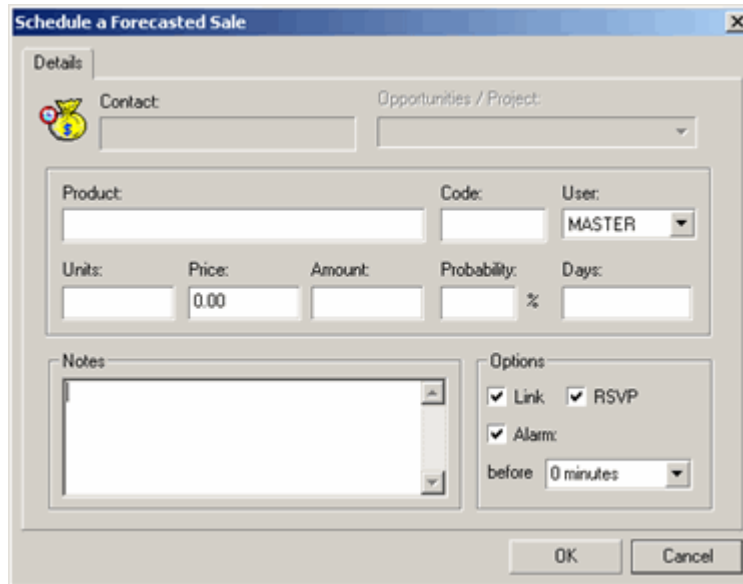 Schedule a Forecasted Sale
Details
Contact:
Opportunities / Project:
Product:
Code:
User:
MASTER
Units:
Price:
Amount:
Probability:
Days:
0.00
%
Notes
Options
Link
RSVP
Alarm:
before
0 minutes
OK
Cancel